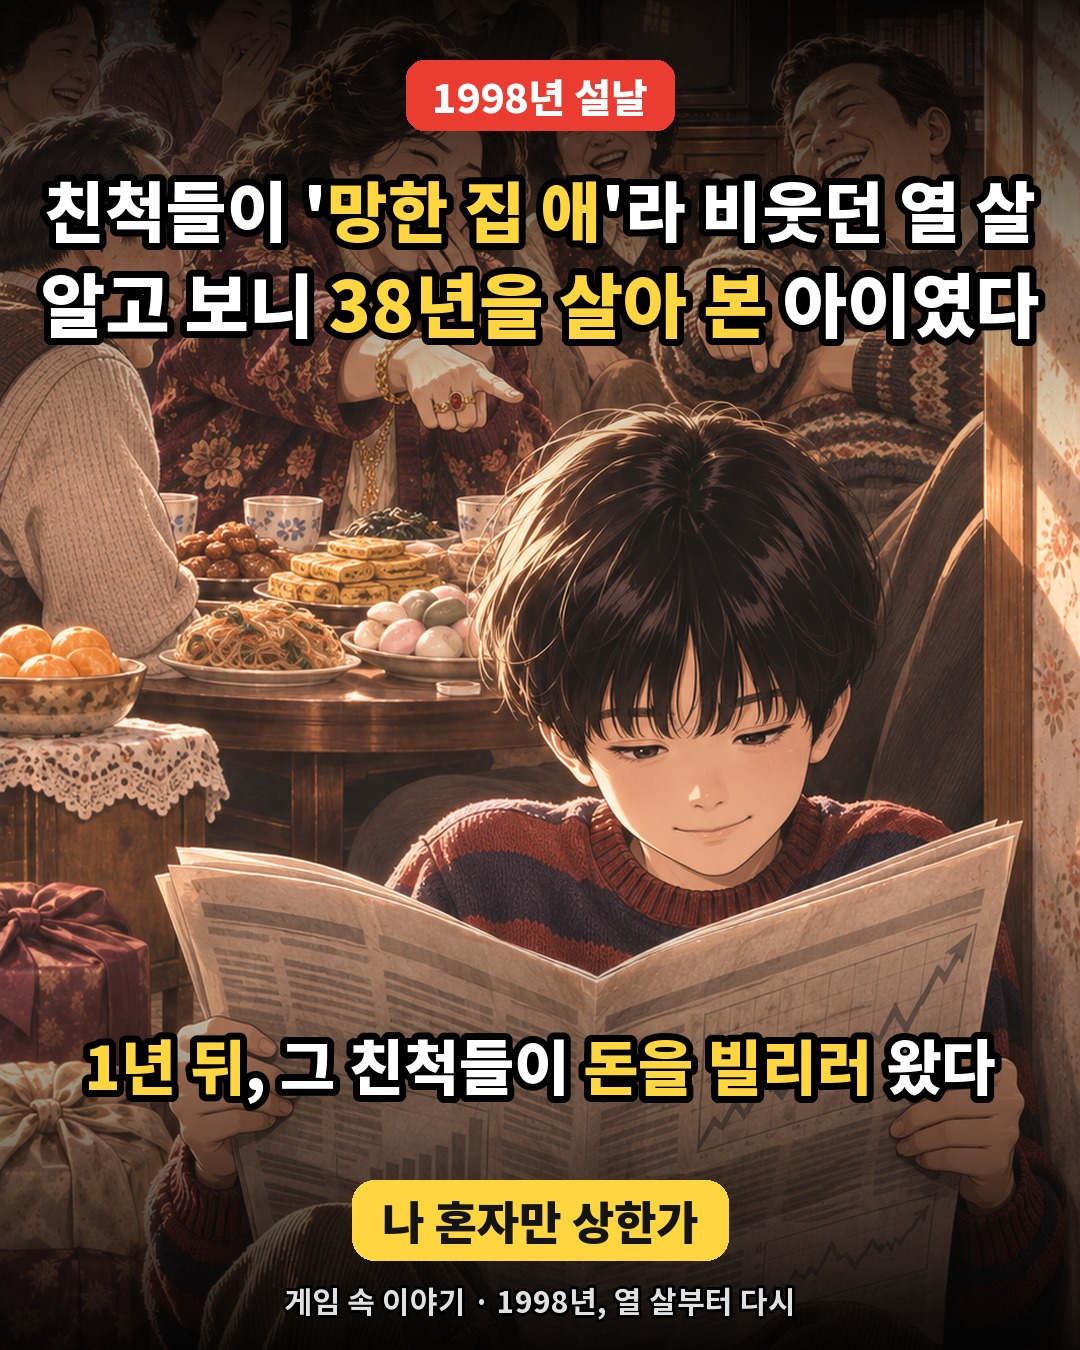 1998년 설날
친척들이 '망한 집 애'라 비웃던 열 살
알고 보니 38년을 살아 본 아이였다
1년 뒤, 그 친척들이 돈을 빌리러 왔다
나 혼자만 상한가
게임 속 이야기 · 1998년, 열 살부터 다시